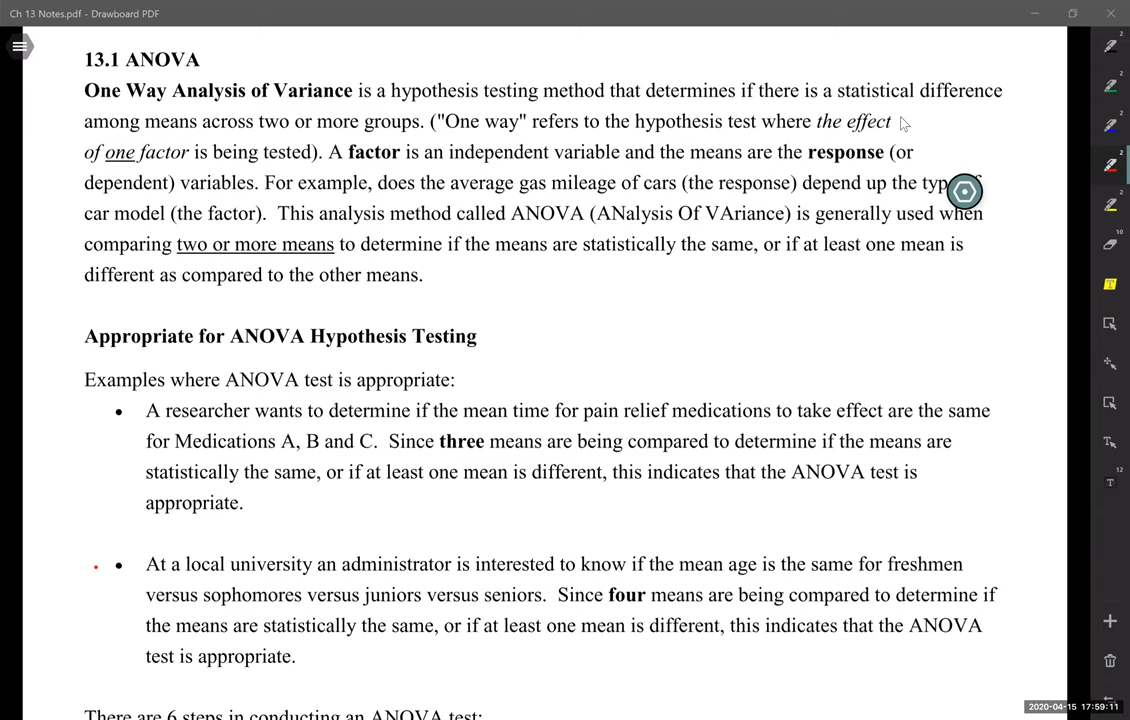 Ch 13 Notes.pdf - Drawboard PDF
13.1 ANOVA
One Way Analysis of Variance is a hypothesis testing method that determines if there is a statistical difference
among means across two or more groups. ("One way" refers to the hypothesis test where the effect
of one factor is being tested). A factor is an independent variable and the means are the response (or
dependent) variables. For example, does the average gas mileage of cars (the response) depend up the
car model (the factor). This analysis method called ANOVA (ANalysis Of VAriance) is generally used when
comparing two or more means to determine if the means are statistically the same, or if at least one mean is
different as compared to the other means.
Appropriate for ANOVA Hypothesis Testing
Examples where ANOVA test is appropriate:
• A researcher wants to determine if the mean time for pain relief medications to take effect are the same
for Medications A, B and C. Since three means are being compared to determine if the means are
statistically the same, or if at least one mean is different, this indicates that the ANOVA test is
appropriate.
• At a local university an administrator is interested to know if the mean age is the same for freshmen
versus sophomores versus juniors versus seniors. Since four means are being compared to determine if
the means are statistically the same, or if at least one mean is different, this indicates that the ANOVA
test is appropriate.
There are 6 steps in conducting an ANOVA test:
2
2
2
2
2
10
T
T
12
T
2020-04-15 17:59:11